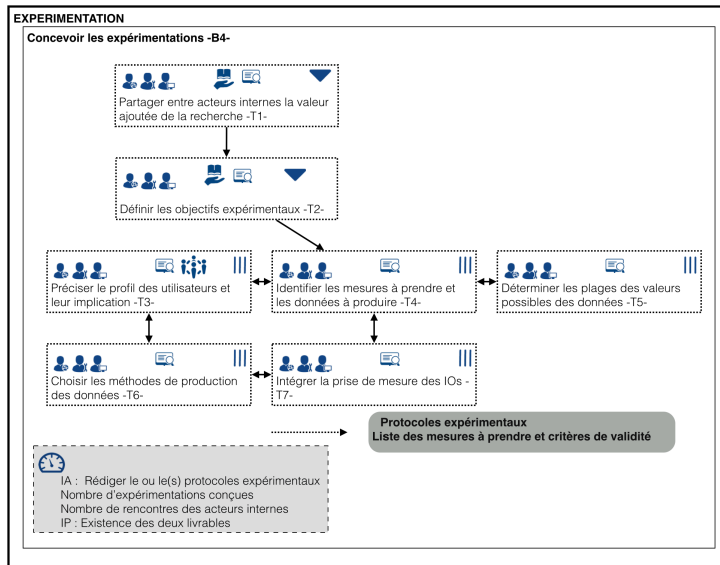 EXPERIMENTATION
Concevoir les expérimentations -B4-
Partager entre acteurs internes la valeur
ajoutée de la recherche -T1-
Définir les objectifs expérimentaux -T2-
Préciser le profil des utilisateurs et
leur implication -T3-
Identifier les mesures à prendre et
les données à produire -T4-
Déterminer les plages des valeurs
possibles des données -T5-
Choisir les méthodes de production
des données -T6-
Intégrer la prise de mesure des IOs -
T7-
Protocoles expérimentaux
Liste des mesures à prendre et critères de validité
IA : Rédiger le ou le(s) protocoles expérimentaux
Nombre d'expérimentations conçues
Nombre de rencontres des acteurs internes
IP : Existence des deux livrables